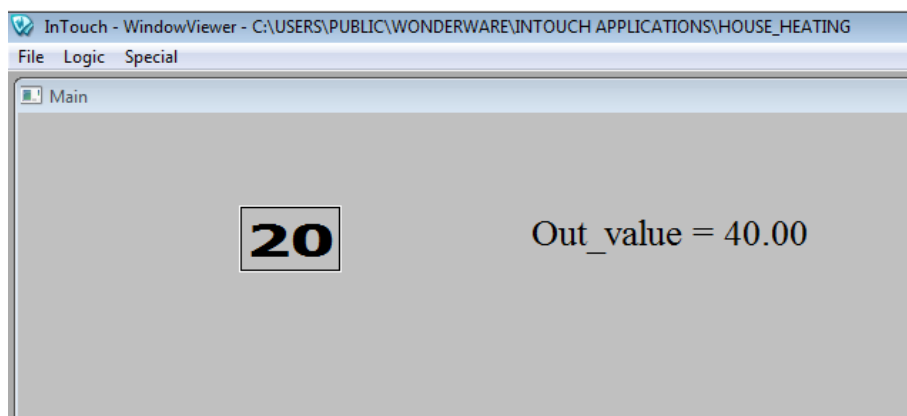 InTouch - WindowViewer - C:\USERS\PUBLIC\WONDERWARE\INTOUCH APPLICATIONS\HOUSE_HEATING
File Logic Special
Main
20
Out_value = 40.00